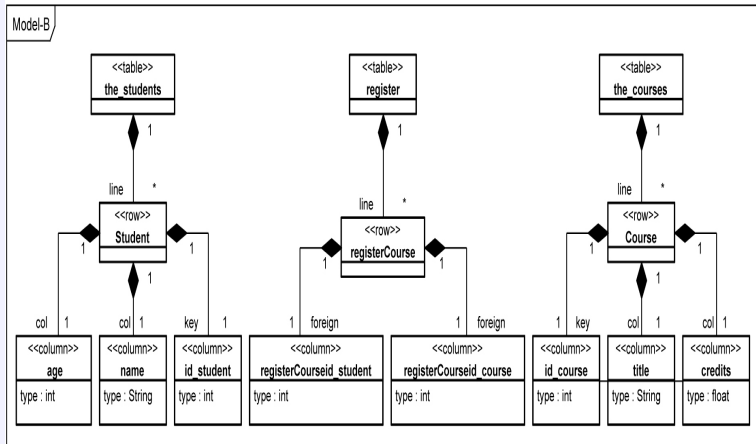 Model-B
<<table>>
the_students
<<table>>
register
<<table>>
the_courses
1
1
1
line *
line *
line *
<<row>>
Student
<<row>>
registerCourse
<<row>>
Course
1 1
1
1 1
1 1
1
col 1
col 1
key 1
1 foreign
1 foreign
1 key
col 1
col 1
<<column>>
age
type : int
<<column>>
name
type : String
<<column>>
id_student
type : int
<<column>>
registerCourseid_student
type : int
<<column>>
registerCourseid_course
type : int
<<column>>
id_course
type : int
<<column>>
title
type : String
<<column>>
credits
type : float